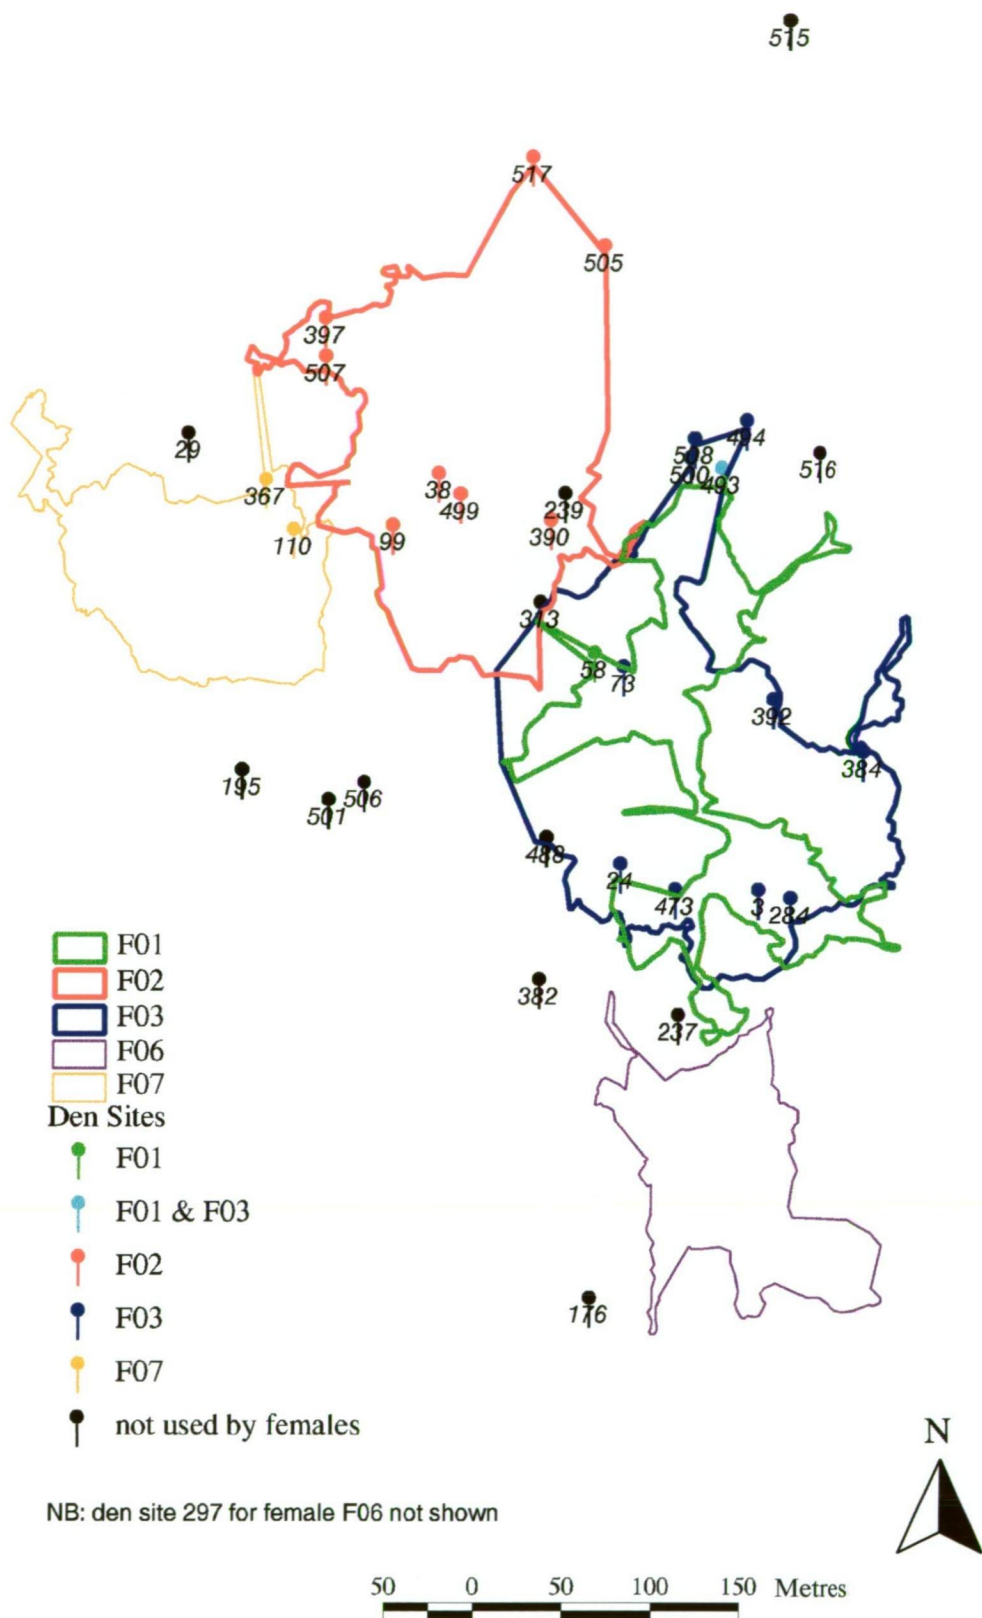 515
517
505
397
507
494
29
508
516
500
493
367
38
499
239
390
99
110
313
58
73
392
384
195
506
501
488
24
473
3
284
F01
F02
382
F03
237
F06
F07
Den Sites
F01
F01 & F03
F02
176
F03
F07
not used by females
N
NB: den site 297 for female F06 not shown
50 0 50 100 150 Metres